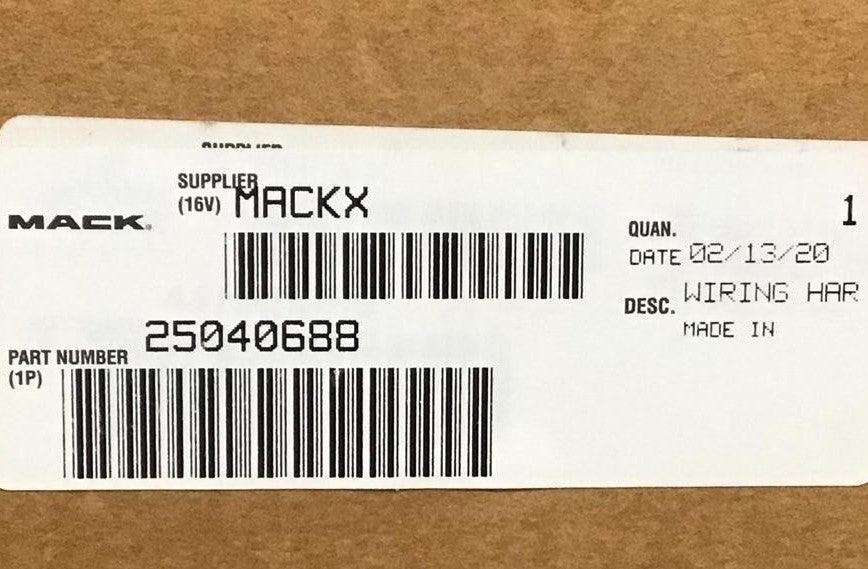 SUPPLIER
SUPPLIER
(16V) MACKX
MACK.
QUAN. 1
DATE 02/13/20
DESC. WIRING HAR
MADE IN
PART NUMBER 25040688
(1P)